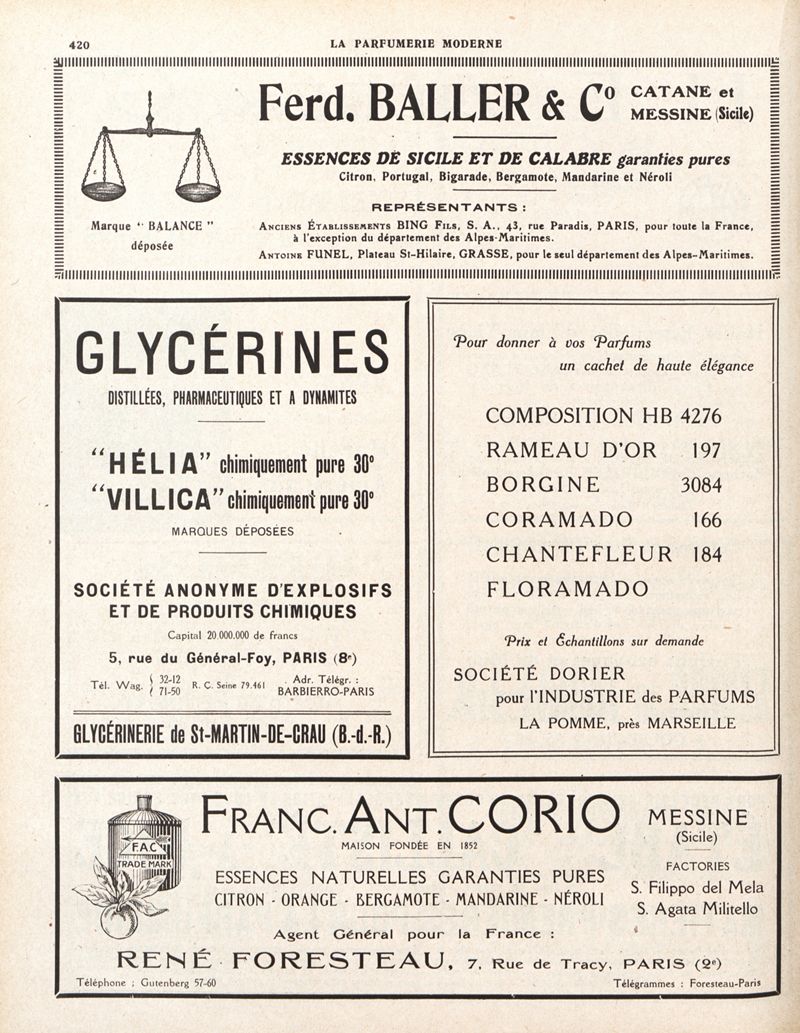 420
LA PARFUMERIE MODERNE
Ferd. BALLER & Cº
CATANE et
MESSINE (Sicile)
ESSENCES DE SICILE ET DE CALABRE garanties pures
Citron, Portugal, Bigarade, Bergamote, Mandarine et Néroli
REPRÉSENTANTS :
Marque “ BALANCE ”
déposée
ANCIENS ÉTABLISSEMENTS BING FILS, S. A., 43, rue Paradis, PARIS, pour toute la France,
à l'exception du département des Alpes-Maritimes.
ANTOINE FUNEL, Plateau St-Hilaire, GRASSE, pour le seul département des Alpes-Maritimes.
GLYCÉRINES
DISTILLÉES, PHARMACEUTIQUES ET A DYNAMITES
“HÉLIA” chimiquement pure 30°
“VILLICA” chimiquement pure 30°
MARQUES DÉPOSÉES
SOCIÉTÉ ANONYME D'EXPLOSIFS
ET DE PRODUITS CHIMIQUES
Capital 20.000.000 de francs
5, rue du Général-Foy, PARIS (8e)
Tél. Wag. { 32-12
71-50
R. C. Seine 79.461
Adr. Télégr. :
BARBIERRO-PARIS
GLYCÉRINERIE de St-MARTIN-DE-CRAU (B.-d.-R.)
Pour donner à vos Parfums
un cachet de haute élégance
COMPOSITION HB 4276
RAMEAU D'OR 197
BORGINE 3084
CORAMADO 166
CHANTEFLEUR 184
FLORAMADO
Prix et Échantillons sur demande
SOCIÉTÉ DORIER
pour l'INDUSTRIE des PARFUMS
LA POMME, près MARSEILLE
F.A.C
TRADE MARK
FRANC. ANT. CORIO
MAISON FONDÉE EN 1852
MESSINE
(Sicile)
ESSENCES NATURELLES GARANTIES PURES
CITRON - ORANGE - BERGAMOTE - MANDARINE - NÉROLI
FACTORIES
S. Filippo del Mela
S. Agata Militello
Agent Général pour la France :
RENÉ FORESTEAU, 7, Rue de Tracy, PARIS (2e)
Téléphone : Gutenberg 57-60
Télégrammes : Foresteau-Paris